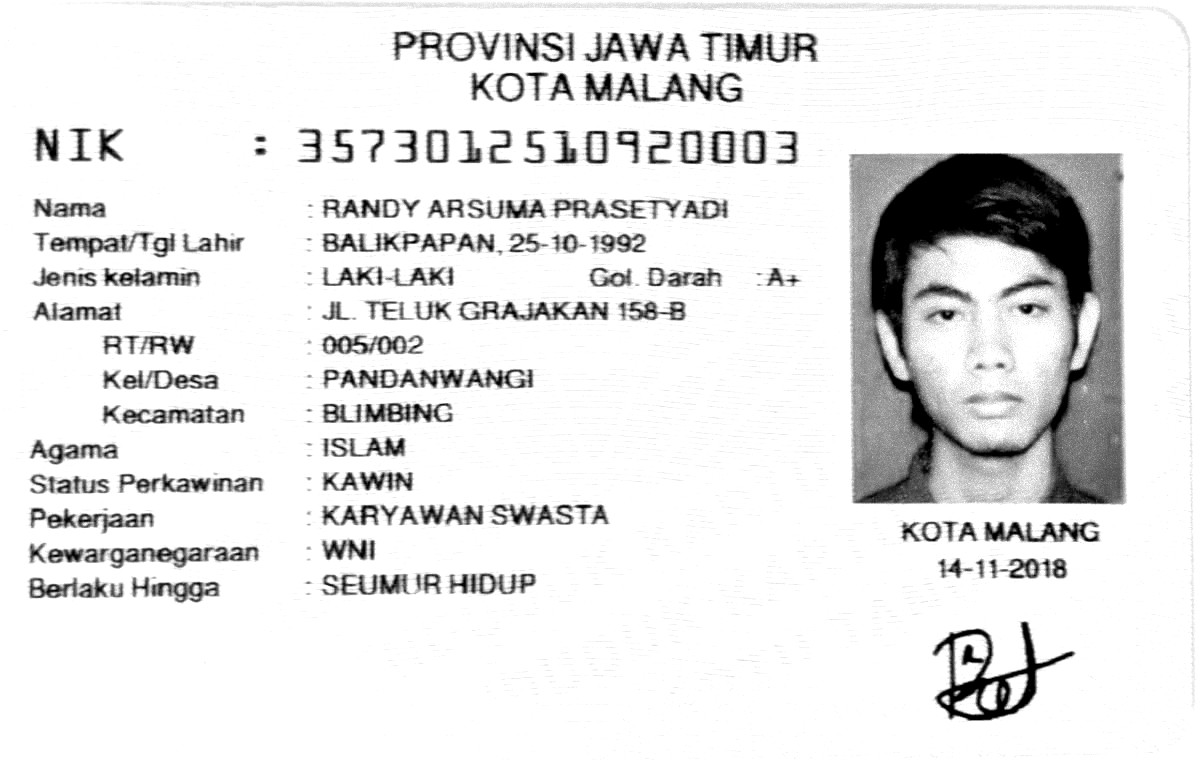 PROVINSI JAWA TIMUR
KOTA MALANG
NIK : 3573012510920003
Nama : RANDY ARSUMA PRASETYADI
Tempat/Tgl Lahir : BALIKPAPAN, 25-10-1992
Jenis kelamin : LAKI-LAKI Gol. Darah : A+
Alamat : JL. TELUK GRAJAKAN 158-B
RT/RW : 005/002
Kel/Desa : PANDANWANGI
Kecamatan : BLIMBING
Agama : ISLAM
Status Perkawinan : KAWIN
Pekerjaan : KARYAWAN SWASTA
Kewarganegaraan : WNI
Berlaku Hingga : SEUMUR HIDUP
KOTA MALANG
14-11-2018